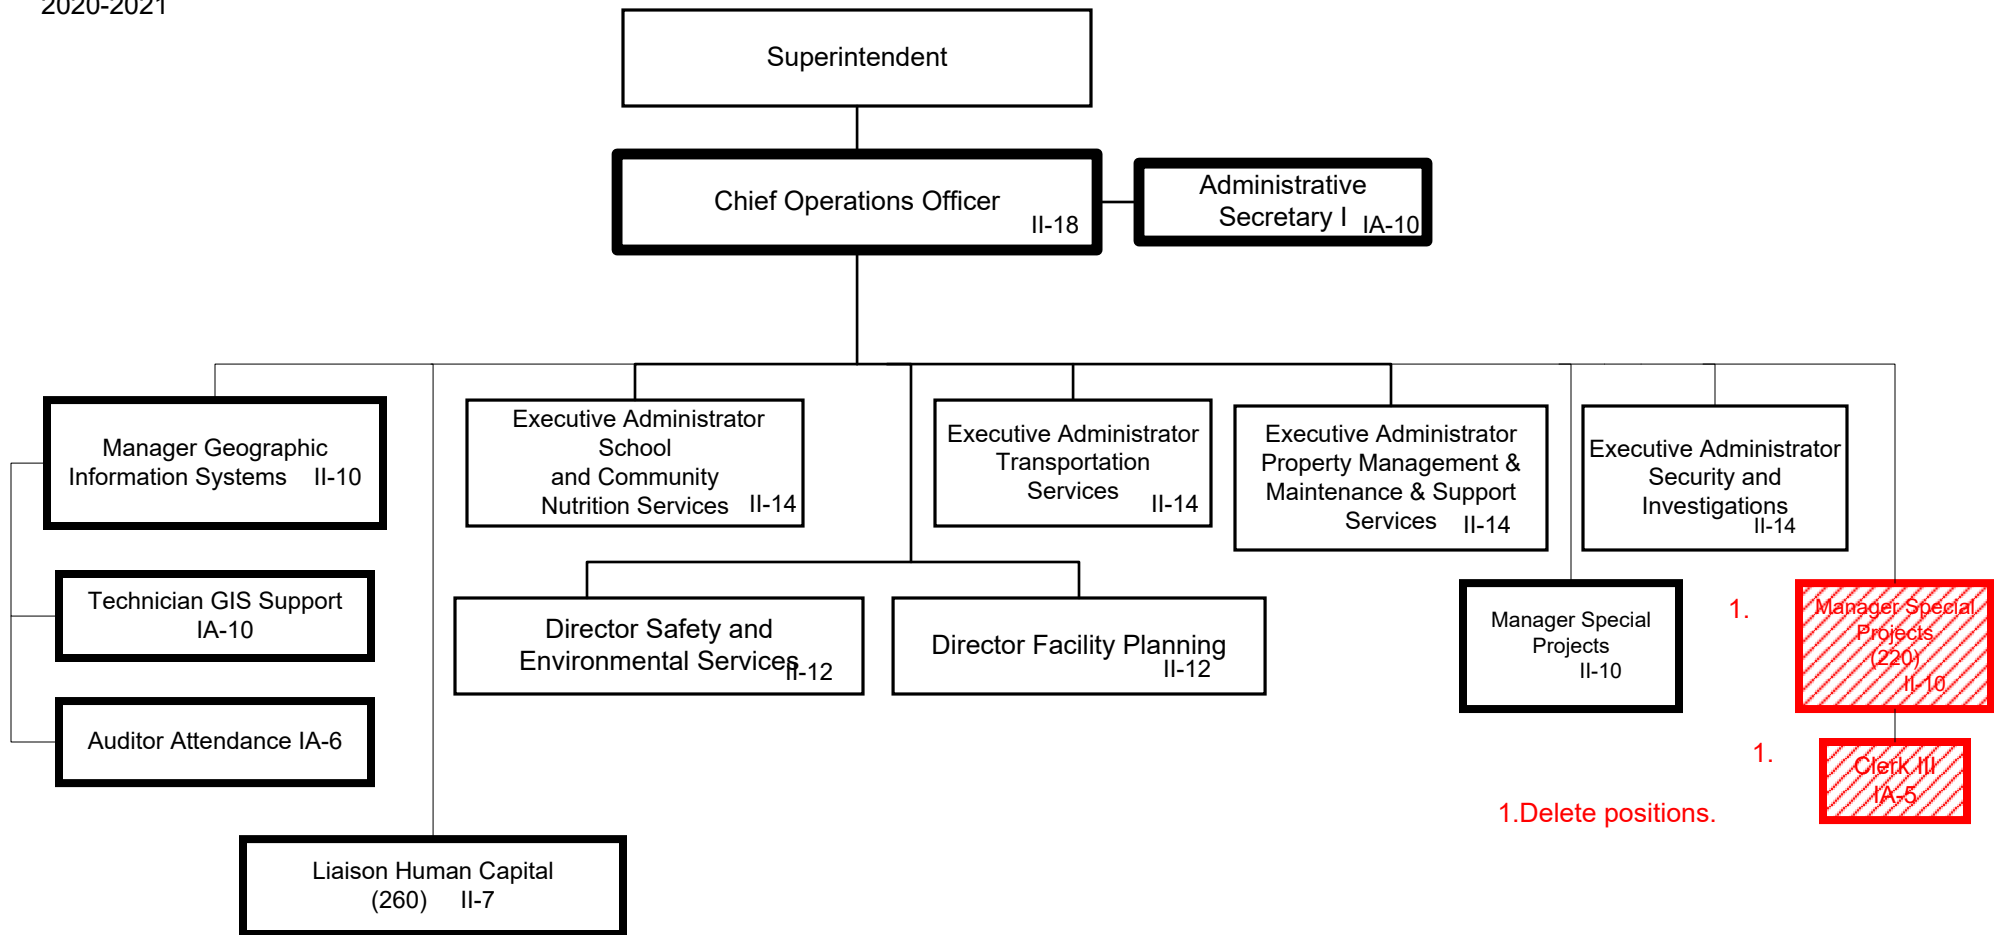 2020-2021
Superintendent
Chief Operations Officer
II-18
Administrative
Secretary I IA-10
Manager Geographic
Information Systems II-10
Executive Administrator
School
and Community
Nutrition Services II-14
Executive Administrator
Transportation
Services
II-14
Executive Administrator
Property Management &
Maintenance & Support
Services II-14
Executive Administrator
Security and
Investigations
II-14
Technician GIS Support
IA-10
Director Safety and
Environmental Services
II-12
Director Facility Planning
II-12
Manager Special
Projects
II-10
1.
Manager Special
Projects
(220)
II-10
Auditor Attendance IA-6
1.
Clerk III
IA-5
1.Delete positions.
Liaison Human Capital
(260) II-7